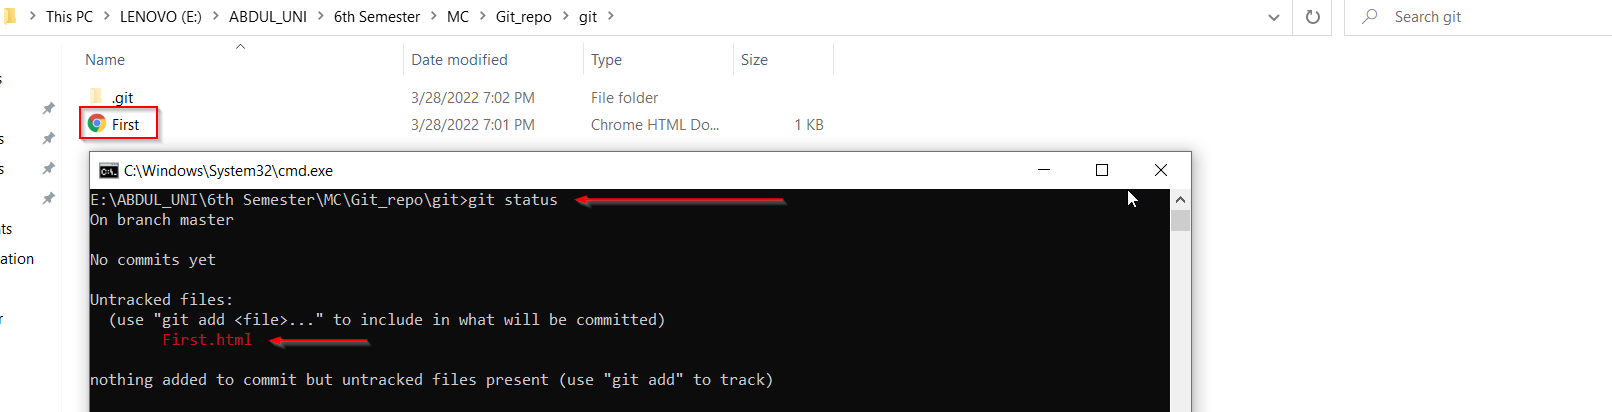 This PC > LENOVO (E:) > ABDUL_UNI > 6th Semester > MC > Git_repo > git >
Search git
Name Date modified Type Size
.git 3/28/2022 7:02 PM File folder
First 3/28/2022 7:01 PM Chrome HTML Do... 1 KB
C:\Windows\System32\cmd.exe
E:\ABDUL_UNI\6th Semester\MC\Git_repo\git>git status
On branch master
No commits yet
Untracked files:
(use "git add <file>..." to include in what will be committed)
First.html
nothing added to commit but untracked files present (use "git add" to track)
s
s
s
ts
ation
r